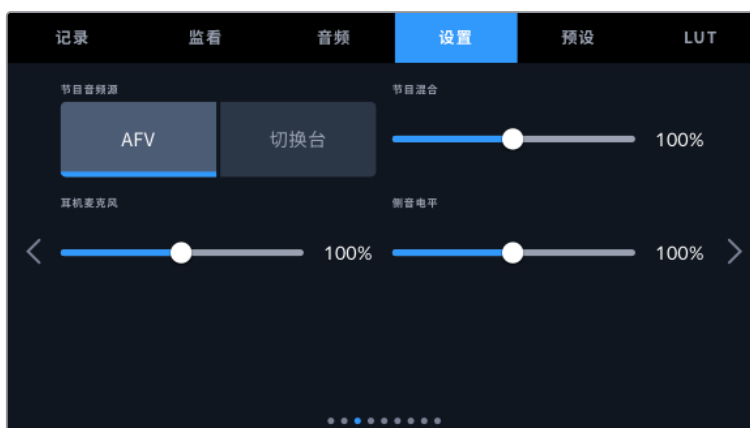 记录 监看 音频 设置 预设 LUT
节目音频源 节目混合
AFV 切换台 100%
耳机麦克风 侧音电平
100% 100%